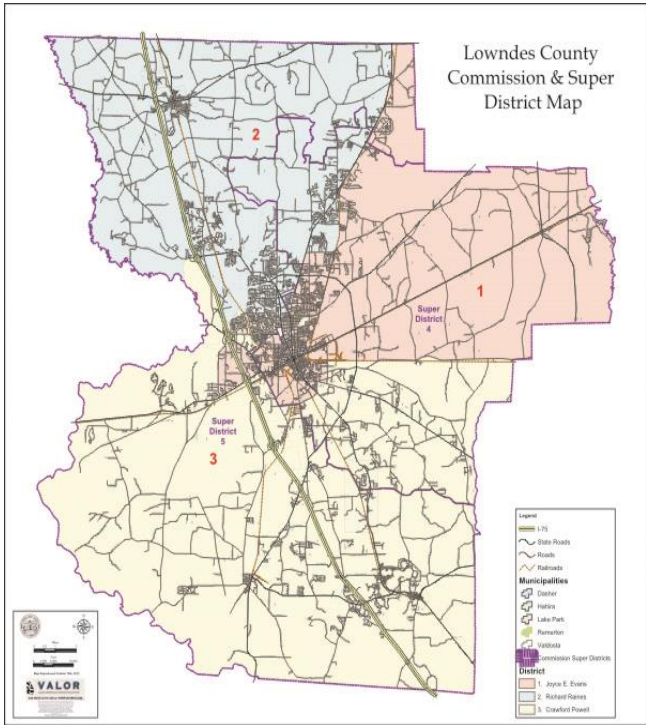 Lowndes County
Commission & Super
District Map
2
1
Super
District
4
Super
District
5
3
Legend
I-75
State Roads
Roads
Railroads
Municipalities
Dasher
Hahira
Lake Park
Remerton
Valdosta
Commission Super Districts
District
1. Joyce E. Evans
2. Richard Raines
3. Crawford Powell
VALOR